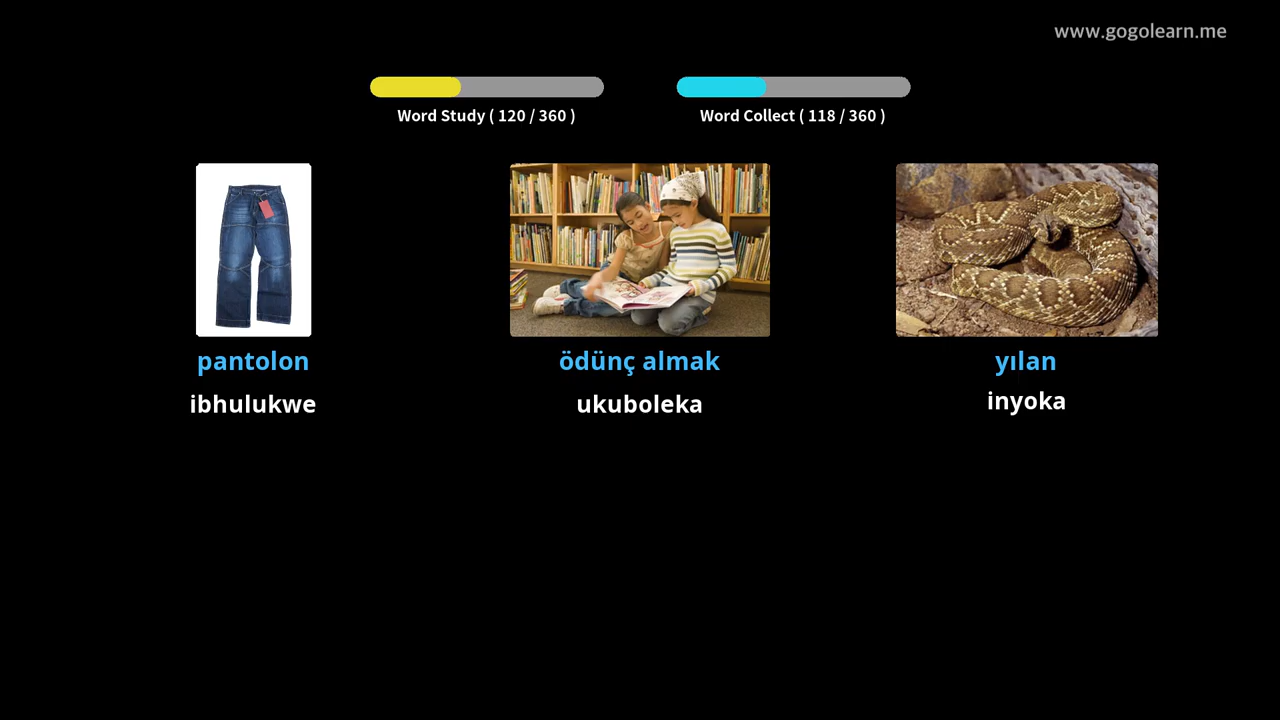 www.gogolearn.me
Word Study ( 120 / 360 )
Word Collect ( 118 / 360 )
pantolon
ibhulukwe
ödünç almak
ukuboleka
yılan
inyoka